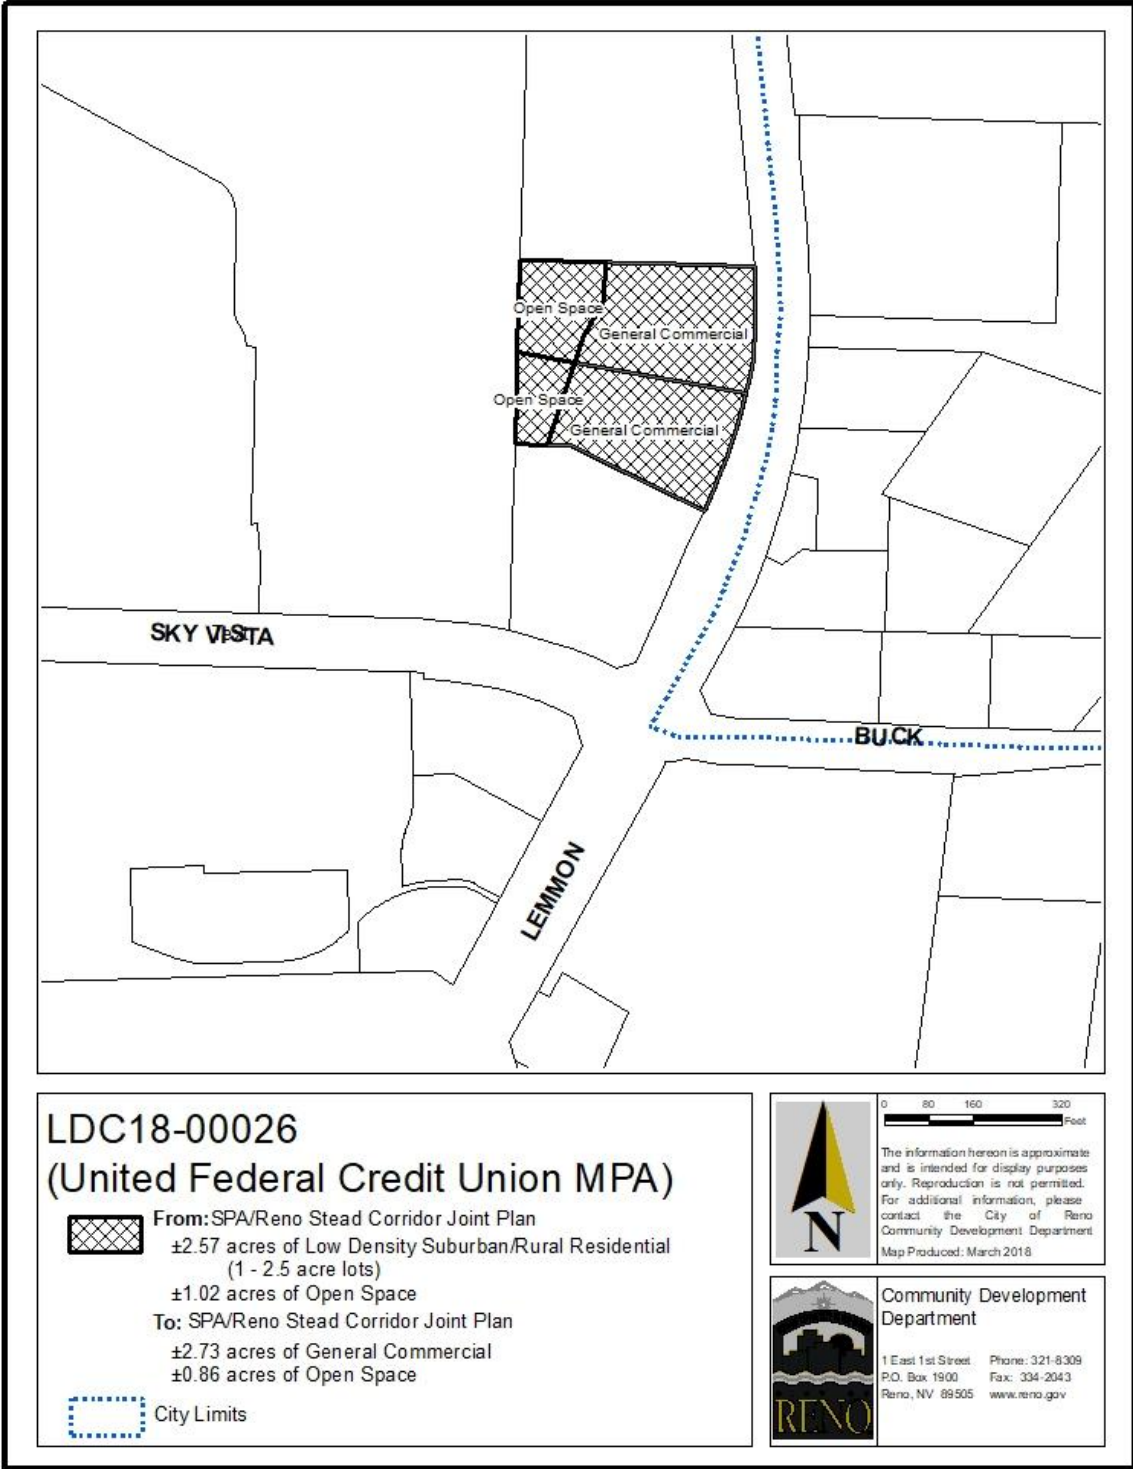 Open Space
General Commercial
Open Space
General Commercial
SKY VISTA
BUCK
LEMMON
LDC18-00026
(United Federal Credit Union MPA)
From: SPA/Reno Stead Corridor Joint Plan
±2.57 acres of Low Density Suburban/Rural Residential
(1 - 2.5 acre lots)
±1.02 acres of Open Space
To: SPA/Reno Stead Corridor Joint Plan
±2.73 acres of General Commercial
±0.86 acres of Open Space
City Limits
N
0 80 160 320
Feet
The information hereon is approximate
and is intended for display purposes
only. Reproduction is not permitted.
For additional information, please
contact the City of Reno
Community Development Department
Map Produced: March 2018
RENO
Community Development
Department
1 East 1st Street Phone: 321-8309
P.O. Box 1900 Fax: 334-2043
Reno, NV 89505 www.reno.gov